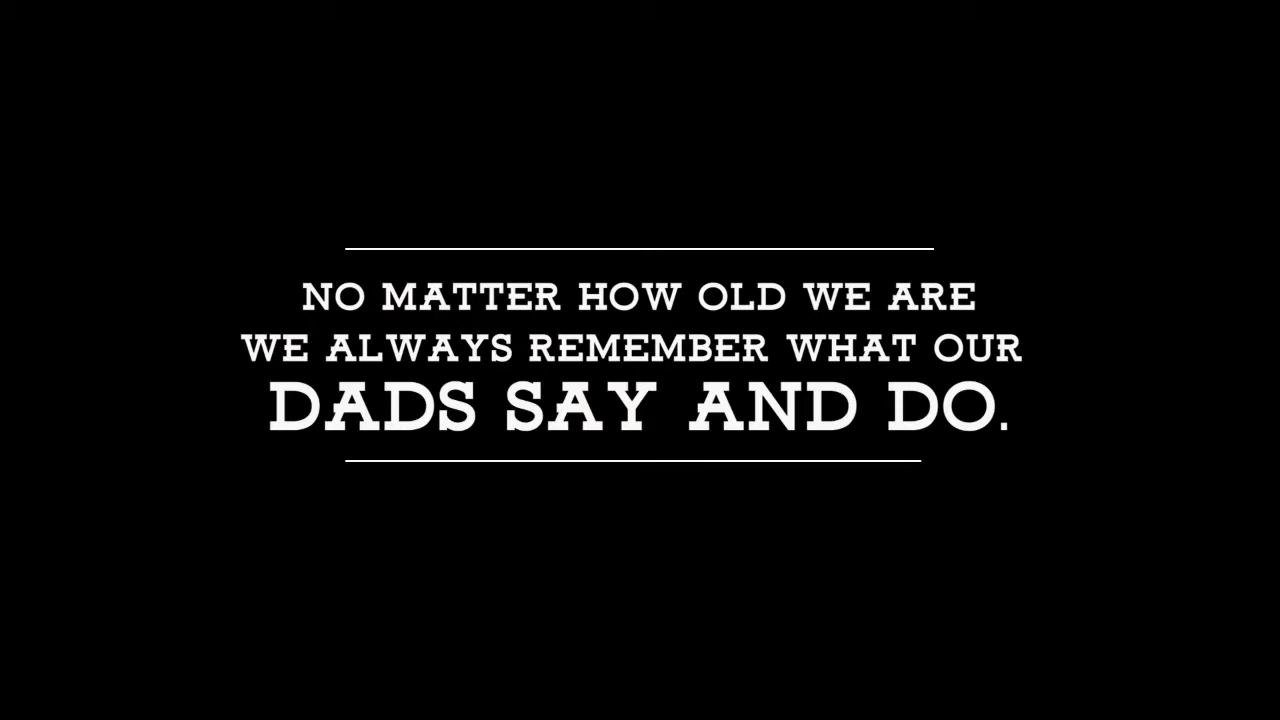 NO MATTER HOW OLD WE ARE
WE ALWAYS REMEMBER WHAT OUR
DADS SAY AND DO.